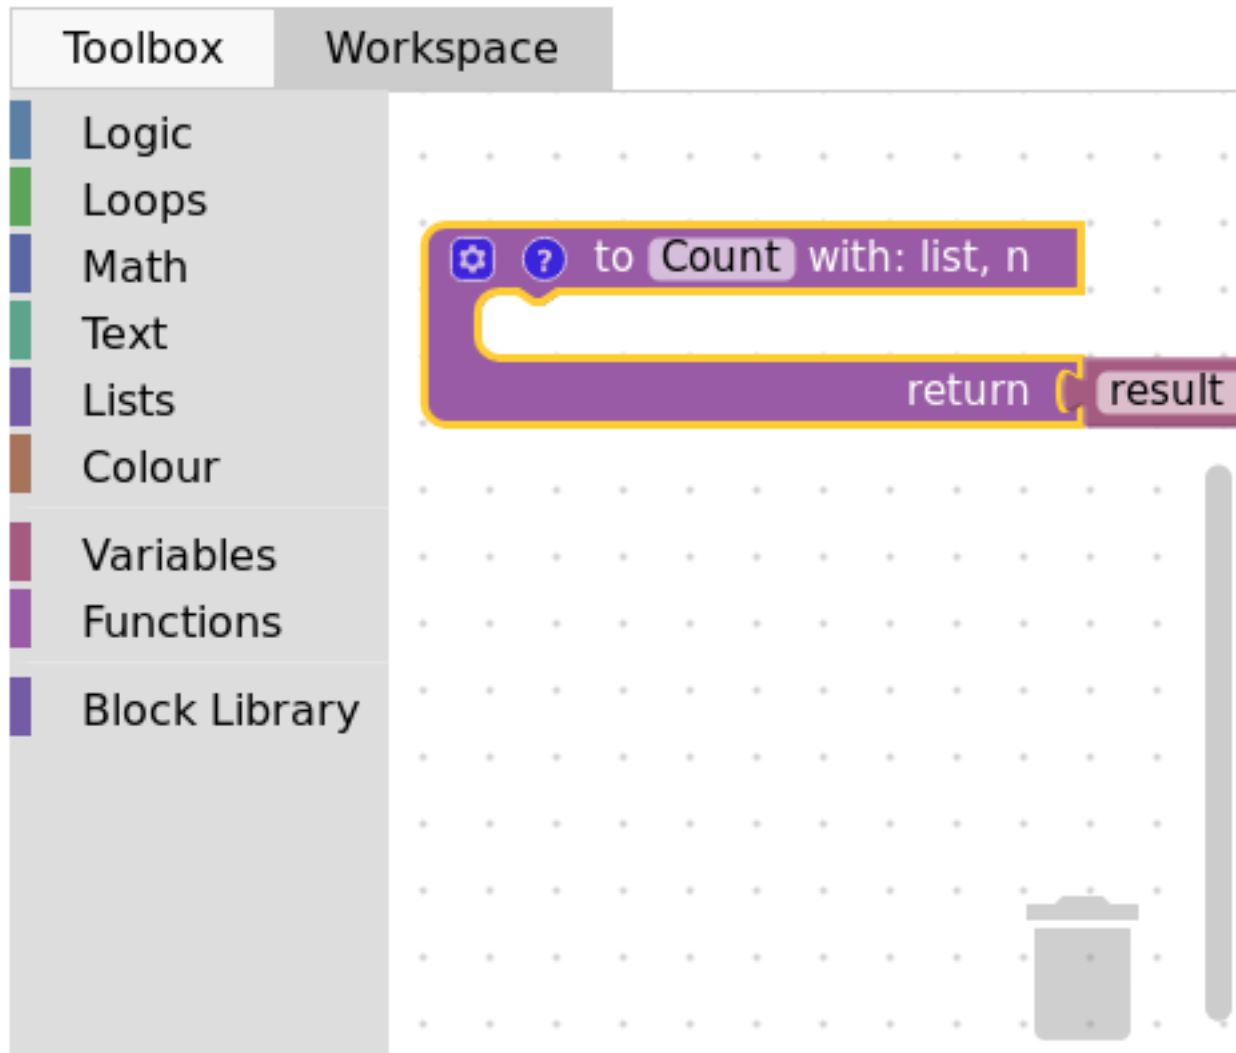 Toolbox Workspace
Logic
Loops
Math
Text
Lists
Colour
Variables
Functions
Block Library
? to Count with: list, n
return result